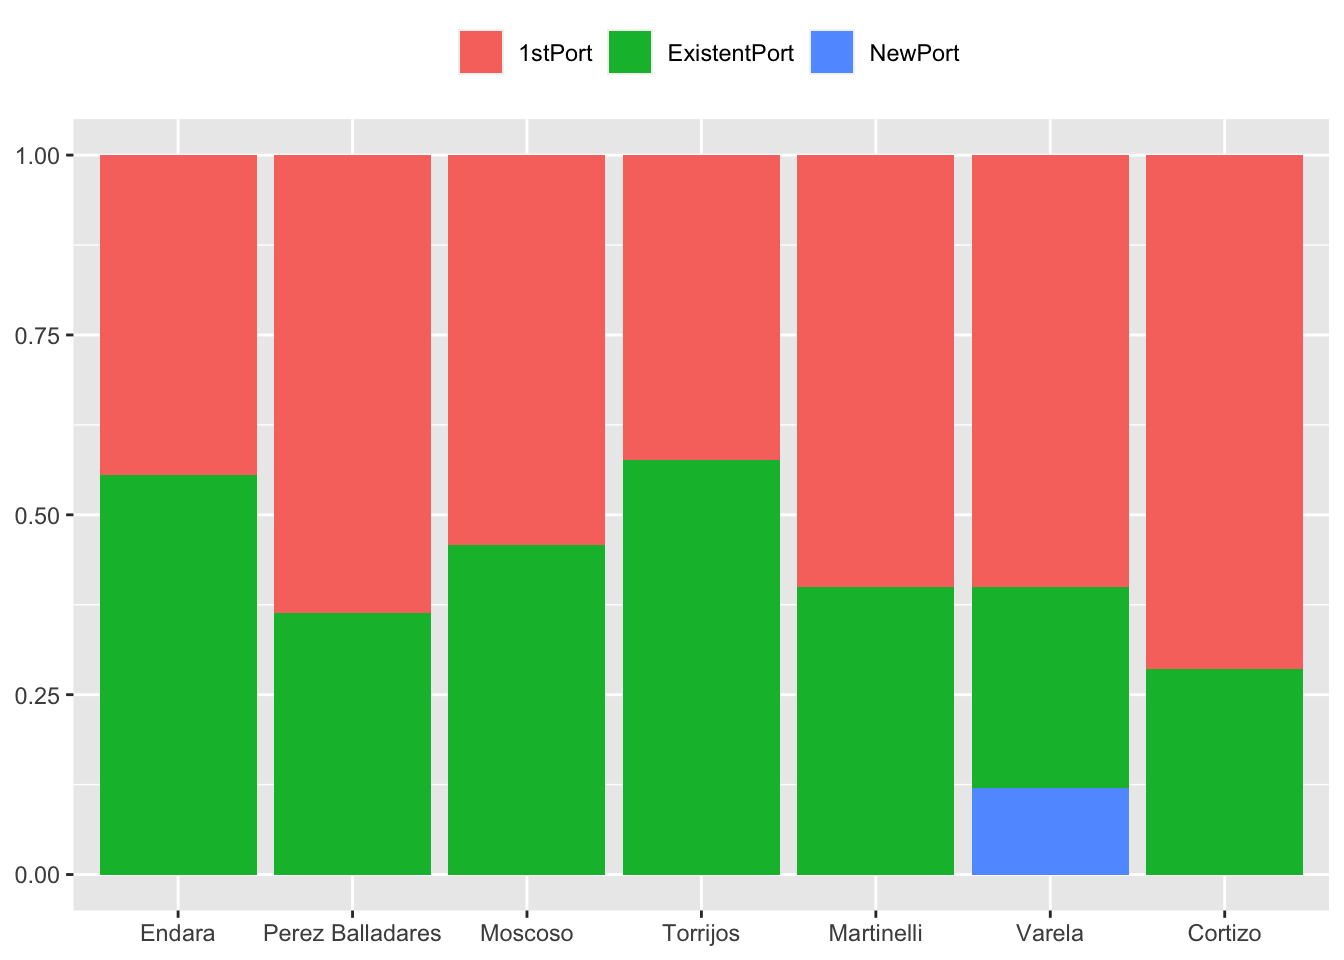 1stPort ExistentPort NewPort
1.00
0.75
0.50
0.25
0.00
Endara Perez Balladares Moscoso Torrijos Martinelli Varela Cortizo